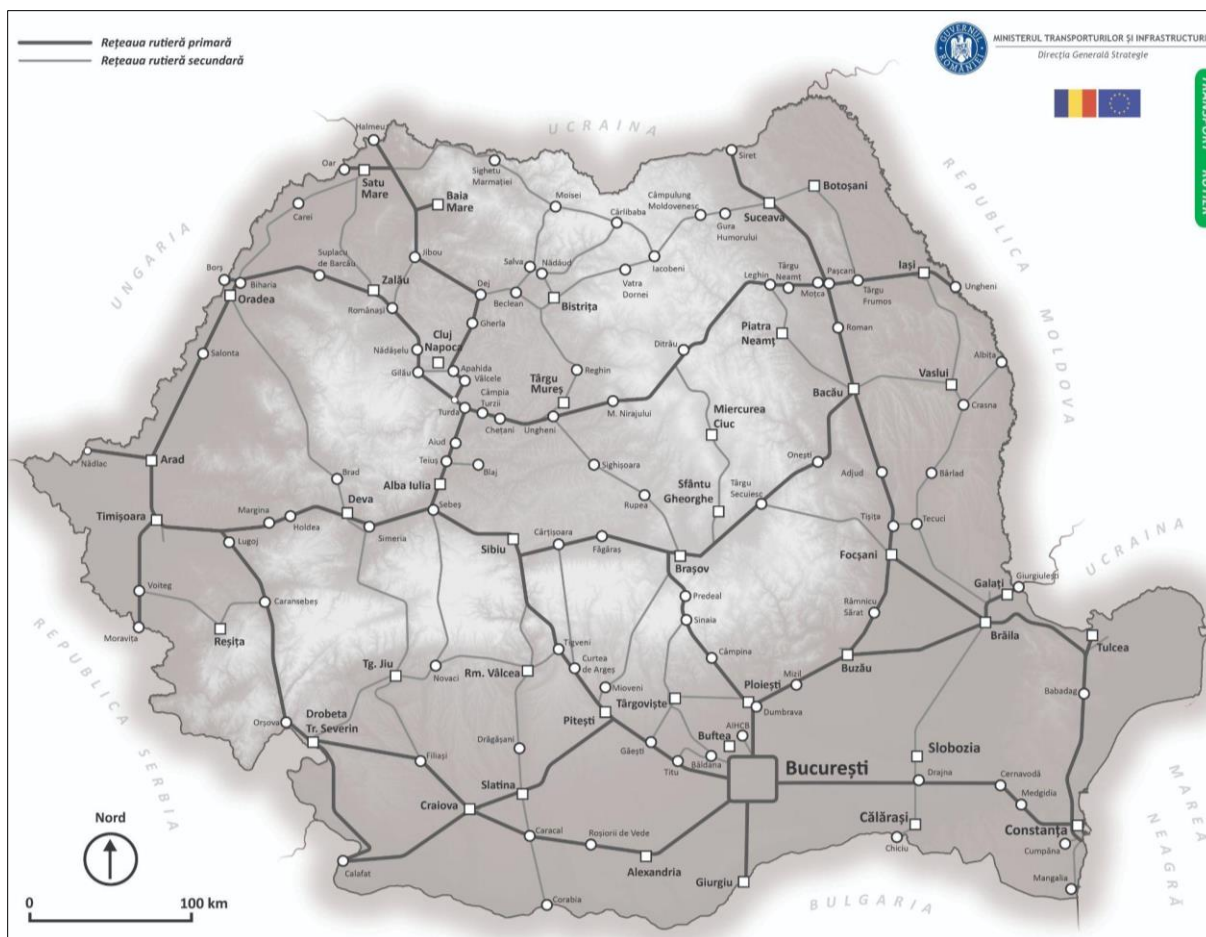 Rețeaua rutieră primară
Rețeaua rutieră secundară
GUVERNUL
ROMÂNIEI
MINISTERUL TRANSPORTURILOR ȘI INFRASTRUCTURII
Direcția Generală Strategie
TRANSPORT RUTIER
UCRAINA
REPUBLICA
MOLDOVA
UNGARIA
Halmeu
Oar
Satu
Mare
Baia
Mare
Sighetu
Marmației
Moisei
Cârlibaba
Câmpulung
Moldovenesc
Gura
Humorului
Siret
Suceava
Botoșani
Carei
Suplacu
de Barcău
Jibou
Zalău
Românași
Borș
Biharia
Oradea
Salonta
Salva
Năsăud
Iacobeni
Vatra
Dornei
Dej
Beclean
Bistrița
Gherla
Leghin
Târgu
Neamț
Moțca
Pașcani
Târgu
Frumos
Iași
Ungheni
Roman
Piatra
Neamț
Ditrău
Cluj
Napoca
Nădășelu
Gilău
Apahida
Vâlcele
Câmpia
Turzii
Turda
Chețani
Ungheni
Târgu
Mureș
Reghin
M. Nirajului
Miercurea
Ciuc
Bacău
Vaslui
Albița
Crasna
Aiud
Teiuș
Blaj
Alba Iulia
Sebeș
Sighișoara
Rupea
Sfântu
Gheorghe
Târgu
Secuiesc
Onești
Adjud
Bârlad
Tișița
Tecuci
Focșani
Nădlac
Arad
Timișoara
Brad
Deva
Margina
Holdea
Simeria
Lugoj
Sibiu
Cârțișoara
Făgăraș
Brașov
Predeal
Sinaia
Câmpina
Voiteg
Moravița
Reșița
Caransebeș
Râmnicu
Sărat
Buzău
Mizil
Galați
Giurgiulești
UCRAINA
Brăila
Tulcea
Babadag
Tg. Jiu
Novaci
Rm. Vâlcea
Tigveni
Curtea
de Argeș
Mioveni
Pitești
Târgoviște
Ploiești
Dumbrava
AIHCB
Buftea
Găești
Titu
Bâldana
București
Orșova
Drobeta
Tr. Severin
Filiași
Drăgășani
Slatina
Craiova
Caracal
Roșiorii de Vede
Alexandria
Giurgiu
Calafat
Corabia
Slobozia
Drajna
Călărași
Chiciu
Cernavodă
Medgidia
Constanța
Cumpăna
Mangalia
REPUBLICA SERBIA
BULGARIA
MAREA
NEAGRĂ
Nord
0 100 km